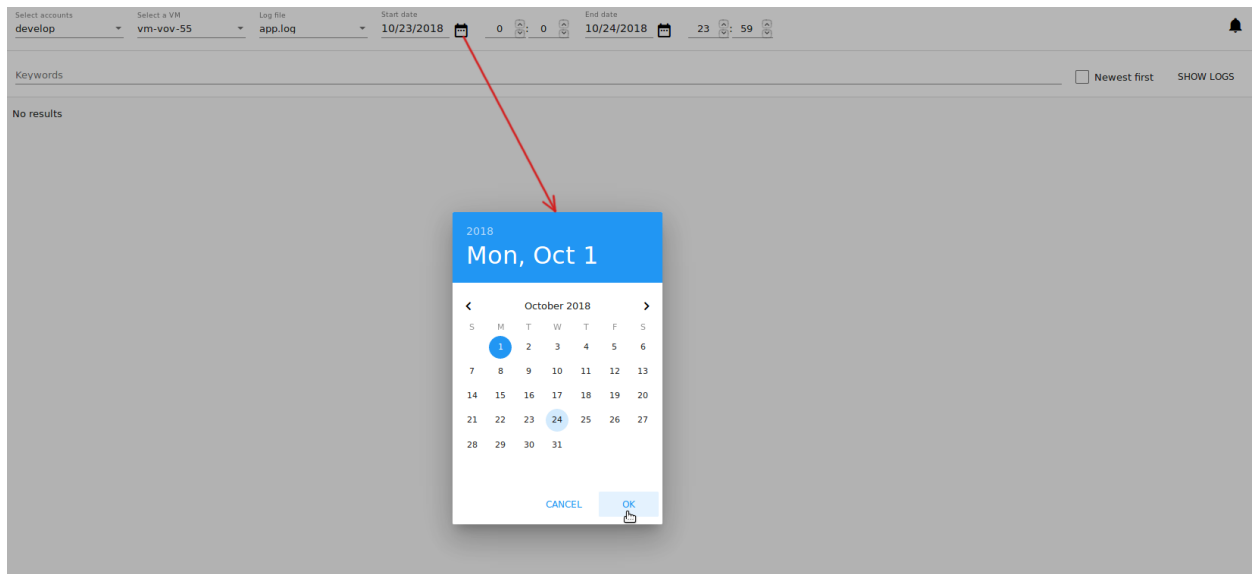 Select accounts Select a VM Log file Start date End date
develop vm-vov-55 app.log 10/23/2018 0 : 0 10/24/2018 23 : 59
Keywords Newest first SHOW LOGS
No results
2018
Mon, Oct 1
October 2018
S M T W T F S
1 2 3 4 5 6
7 8 9 10 11 12 13
14 15 16 17 18 19 20
21 22 23 24 25 26 27
28 29 30 31
CANCEL OK